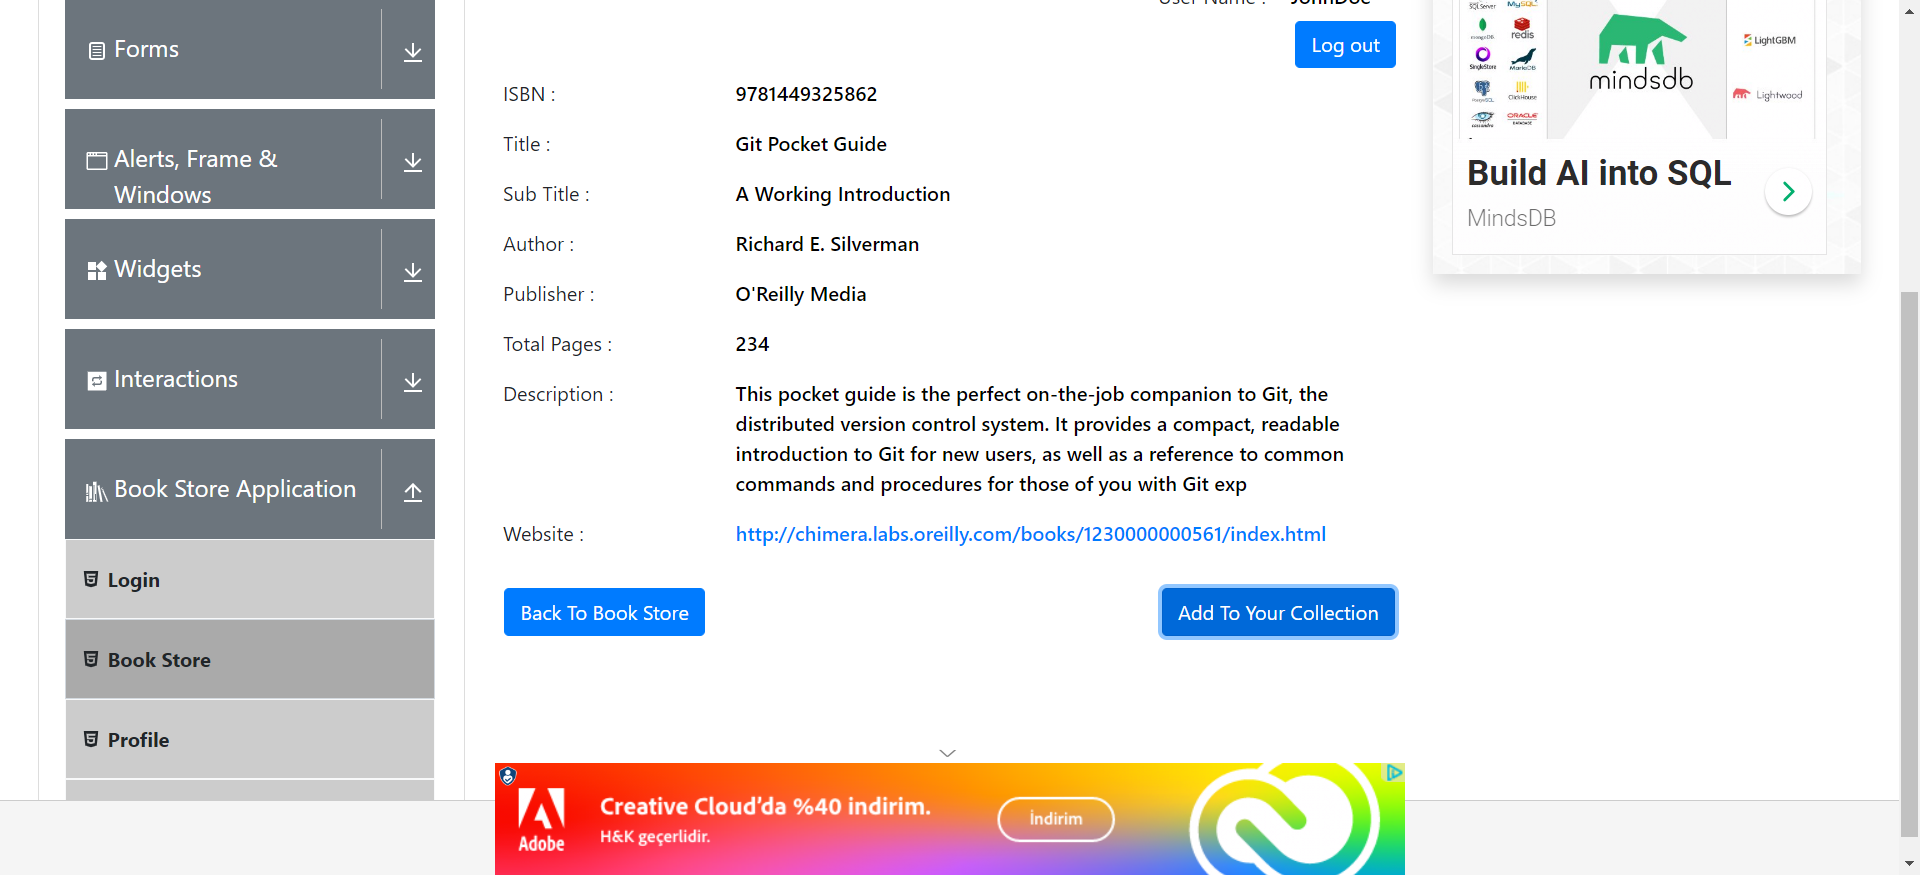 Forms
Alerts, Frame &
Windows
Widgets
Interactions
Book Store Application
Login
Book Store
Profile
User Name : JohnDoe
Log out
ISBN : 9781449325862
Title : Git Pocket Guide
Sub Title : A Working Introduction
Author : Richard E. Silverman
Publisher : O'Reilly Media
Total Pages : 234
Description : This pocket guide is the perfect on-the-job companion to Git, the
distributed version control system. It provides a compact, readable
introduction to Git for new users, as well as a reference to common
commands and procedures for those of you with Git exp
Website : http://chimera.labs.oreilly.com/books/1230000000561/index.html
Back To Book Store
Add To Your Collection
SQL Server
MySQL
mongoDB
redis
SingleStore
MariaDB
PostgreSQL
ClickHouse
cassandra
ORACLE
DATABASE
mindsdb
LightGBM
Lightwood
Build AI into SQL
MindsDB
Adobe
Creative Cloud’da %40 indirim.
H&K geçerlidir.
İndirim